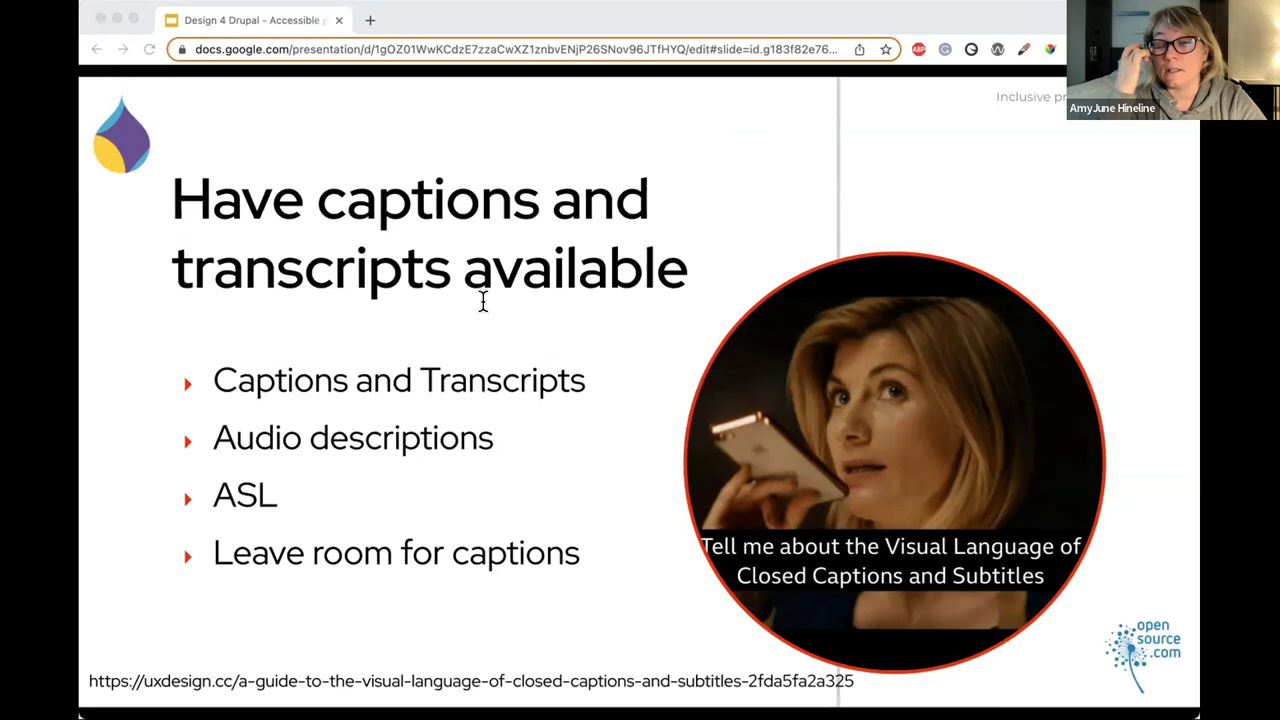 Design 4 Drupal - Accessible p
docs.google.com/presentation/d/1gOZ01WwKCdzE7zzaCwXZ1znbvENjP26SNov96JTfHYQ/edit#slide=id.g183f82e76...
ABP
AmyJune Hineline
Inclusive pr
Have captions and
transcripts available
Captions and Transcripts
Audio descriptions
ASL
Leave room for captions
Tell me about the Visual Language of
Closed Captions and Subtitles
open
source
.com
https://uxdesign.cc/a-guide-to-the-visual-language-of-closed-captions-and-subtitles-2fda5fa2a325